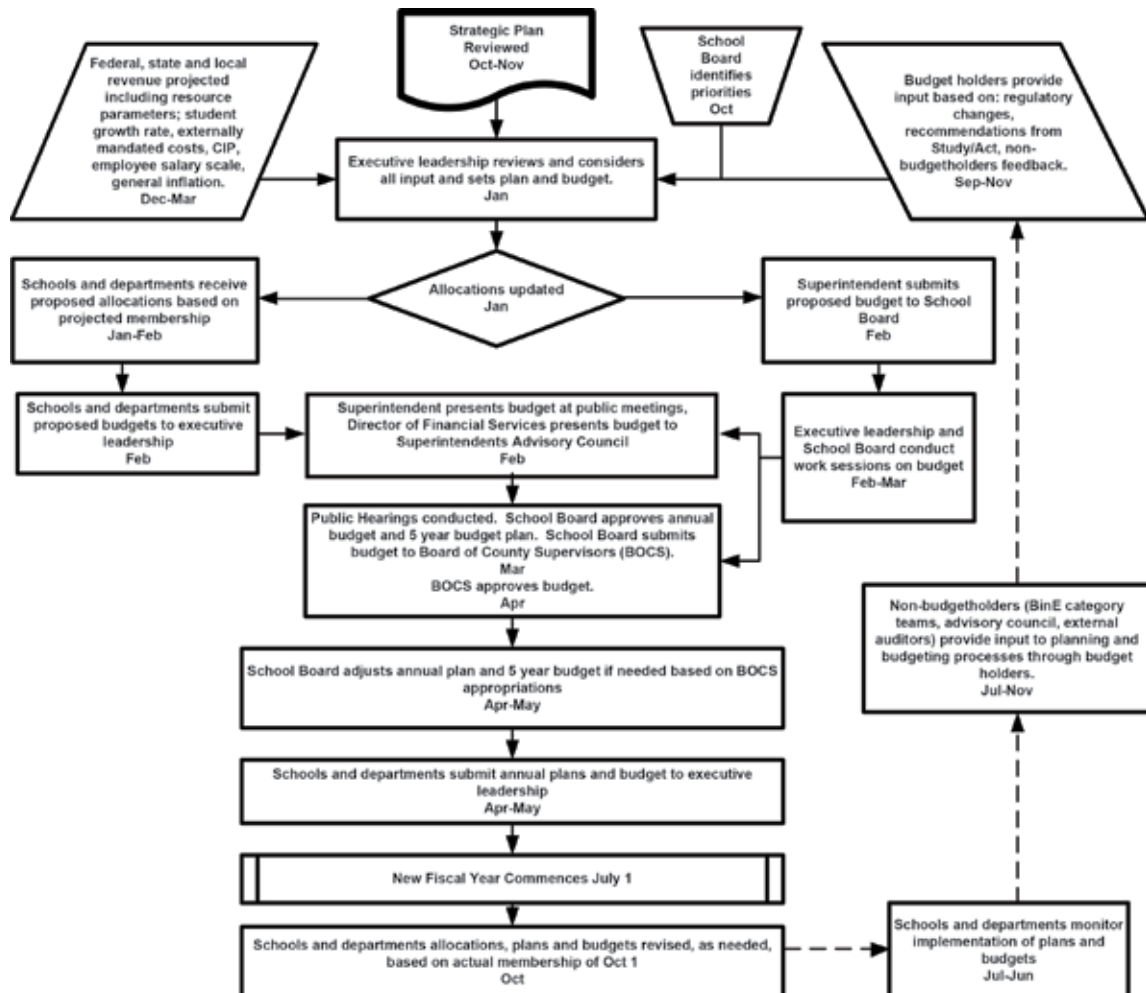 Strategic Plan
Reviewed
Oct-Nov
School
Board
identifies
priorities
Oct
Federal, state and local
revenue projected
including resource
parameters; student
growth rate, externally
mandated costs, CIP,
employee salary scale,
general inflation.
Dec-Mar
Budget holders provide
input based on: regulatory
changes,
recommendations from
Study/Act, non-
budgetholders feedback.
Sep-Nov
Executive leadership reviews and considers
all input and sets plan and budget.
Jan
Allocations updated
Jan
Schools and departments receive
proposed allocations based on
projected membership
Jan-Feb
Superintendent submits
proposed budget to School
Board
Feb
Schools and departments submit
proposed budgets to executive
leadership
Feb
Superintendent presents budget at public meetings,
Director of Financial Services presents budget to
Superintendents Advisory Council
Feb
Executive leadership and
School Board conduct
work sessions on budget
Feb-Mar
Public Hearings conducted.  School Board approves annual
budget and 5 year budget plan.  School Board submits
budget to Board of County Supervisors (BOCS).
Mar
BOCS approves budget.
Apr
School Board adjusts annual plan and 5 year budget if needed based on BOCS
appropriations
Apr-May
Non-budgetholders (BinE category
teams, advisory council, external
auditors) provide input to planning and
budgeting processes through budget
holders.
Jul-Nov
Schools and departments submit annual plans and budget to executive
leadership
Apr-May
New Fiscal Year Commences July 1
Schools and departments allocations, plans and budgets revised, as needed,
based on actual membership of Oct 1
Oct
Schools and departments monitor
implementation of plans and
budgets
Jul-Jun